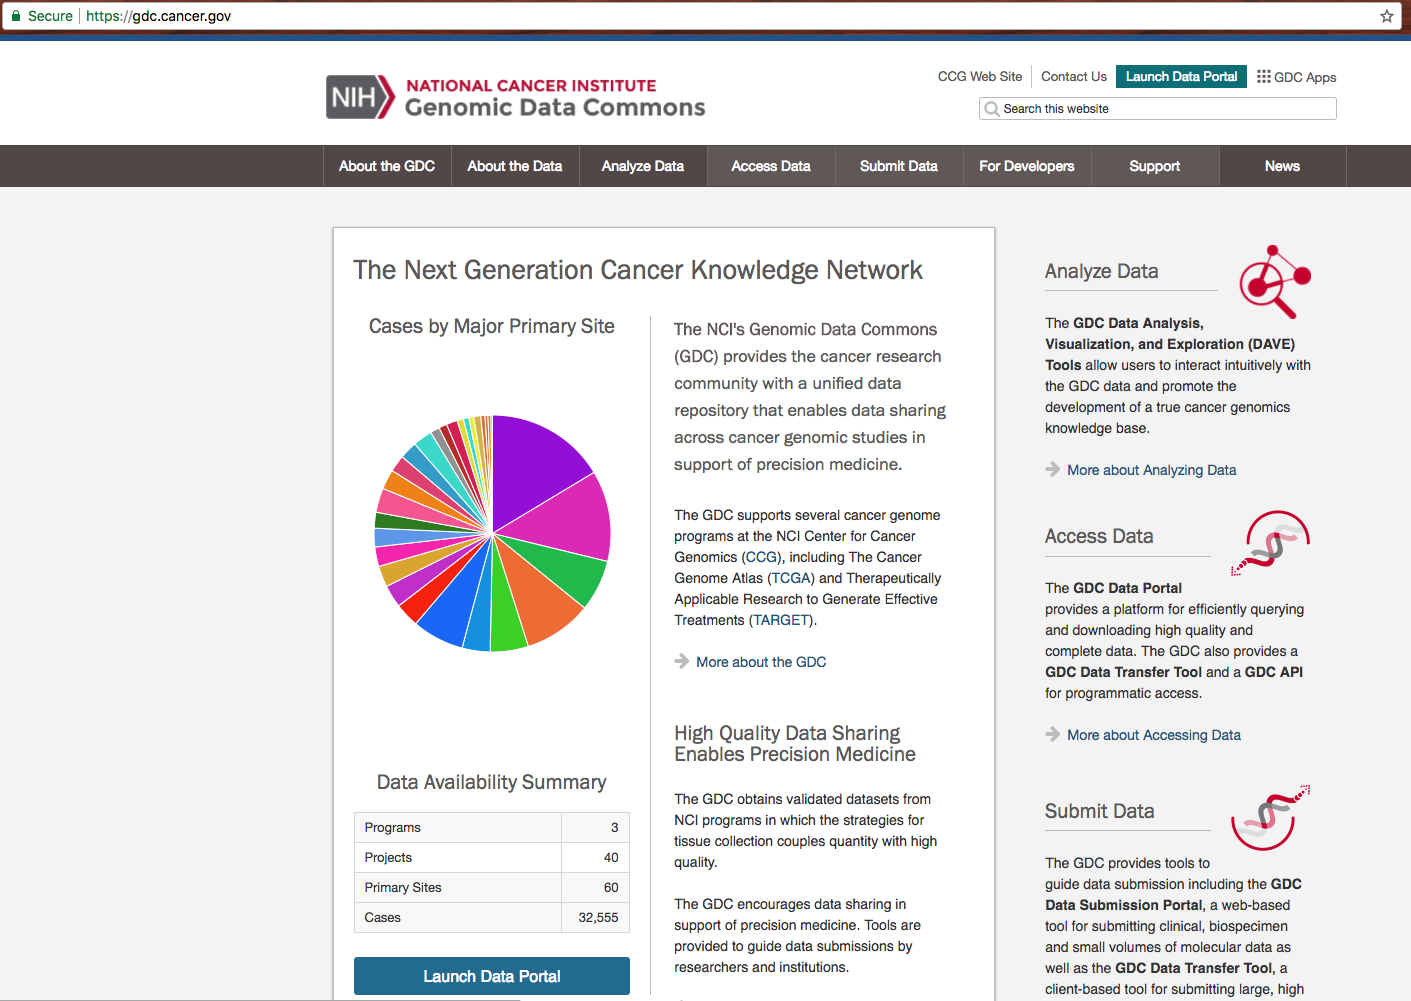 Secure https://gdc.cancer.gov
NIH NATIONAL CANCER INSTITUTE
Genomic Data Commons
CCG Web Site Contact Us Launch Data Portal GDC Apps
Search this website
About the GDC About the Data Analyze Data Access Data Submit Data For Developers Support News
The Next Generation Cancer Knowledge Network
Cases by Major Primary Site
Data Availability Summary
Programs 3
Projects 40
Primary Sites 60
Cases 32,555
Launch Data Portal
The NCI's Genomic Data Commons
(GDC) provides the cancer research
community with a unified data
repository that enables data sharing
across cancer genomic studies in
support of precision medicine.
The GDC supports several cancer genome
programs at the NCI Center for Cancer
Genomics (CCG), including The Cancer
Genome Atlas (TCGA) and Therapeutically
Applicable Research to Generate Effective
Treatments (TARGET).
More about the GDC
High Quality Data Sharing
Enables Precision Medicine
The GDC obtains validated datasets from
NCI programs in which the strategies for
tissue collection couples quantity with high
quality.
The GDC encourages data sharing in
support of precision medicine. Tools are
provided to guide data submissions by
researchers and institutions.
Analyze Data
The GDC Data Analysis,
Visualization, and Exploration (DAVE)
Tools allow users to interact intuitively with
the GDC data and promote the
development of a true cancer genomics
knowledge base.
More about Analyzing Data
Access Data
The GDC Data Portal
provides a platform for efficiently querying
and downloading high quality and
complete data. The GDC also provides a
GDC Data Transfer Tool and a GDC API
for programmatic access.
More about Accessing Data
Submit Data
The GDC provides tools to
guide data submission including the GDC
Data Submission Portal, a web-based
tool for submitting clinical, biospecimen
and small volumes of molecular data as
well as the GDC Data Transfer Tool, a
client-based tool for submitting large, high